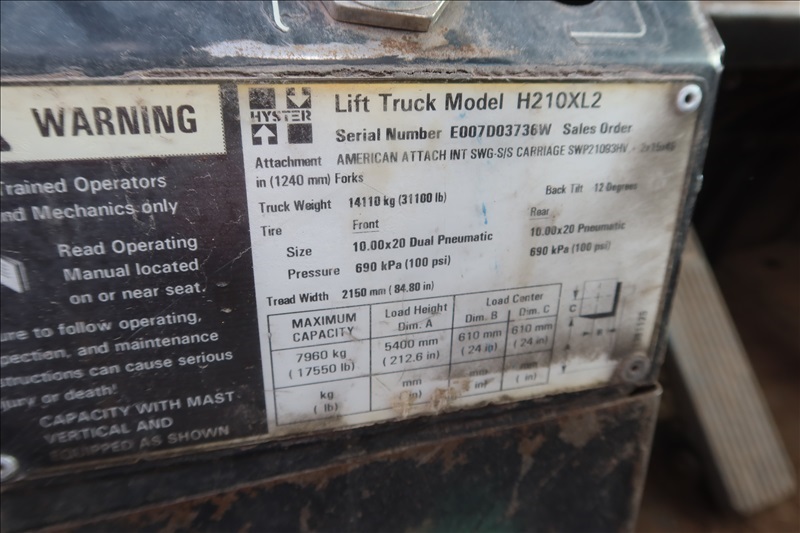 WARNING
Trained Operators
and Mechanics only
Read Operating
Manual located
on or near seat.
to follow operating,
and maintenance
can cause serious
or death!
CAPACITY WITH MAST
VERTICAL AND
EQUIPPED AS SHOWN
HYSTER
Lift Truck Model H210XL2
Serial Number E007D03736W Sales Order
Attachment AMERICAN ATTACH INT SWG-S/S CARRIAGE SWP21093HV - 2x15x49
in (1240 mm) Forks
Truck Weight 14110 kg (31100 lb) Back Tilt 12 Degrees
Tire Front Rear
Size 10.00x20 Dual Pneumatic 10.00x20 Pneumatic
Pressure 690 kPa (100 psi) 690 kPa (100 psi)
Tread Width 2150 mm ( 84.80 in)
MAXIMUM CAPACITY Load Height Dim. A Load Center Dim. B Dim. C
7960 kg 5400 mm 610 mm 610 mm
( 17550 lb) (212.6 in) ( 24 in) ( 24 in)
kg mm mm mm
( lb) in) in) ( in)
C
B